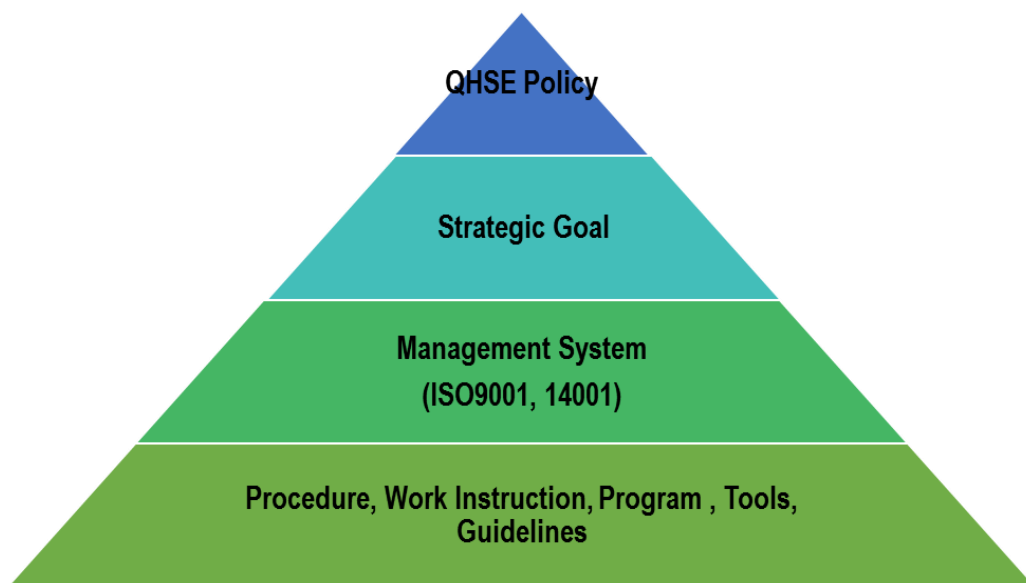 QHSE Policy
Strategic Goal
Management System
(ISO9001, 14001)
Procedure, Work Instruction, Program , Tools,
Guidelines